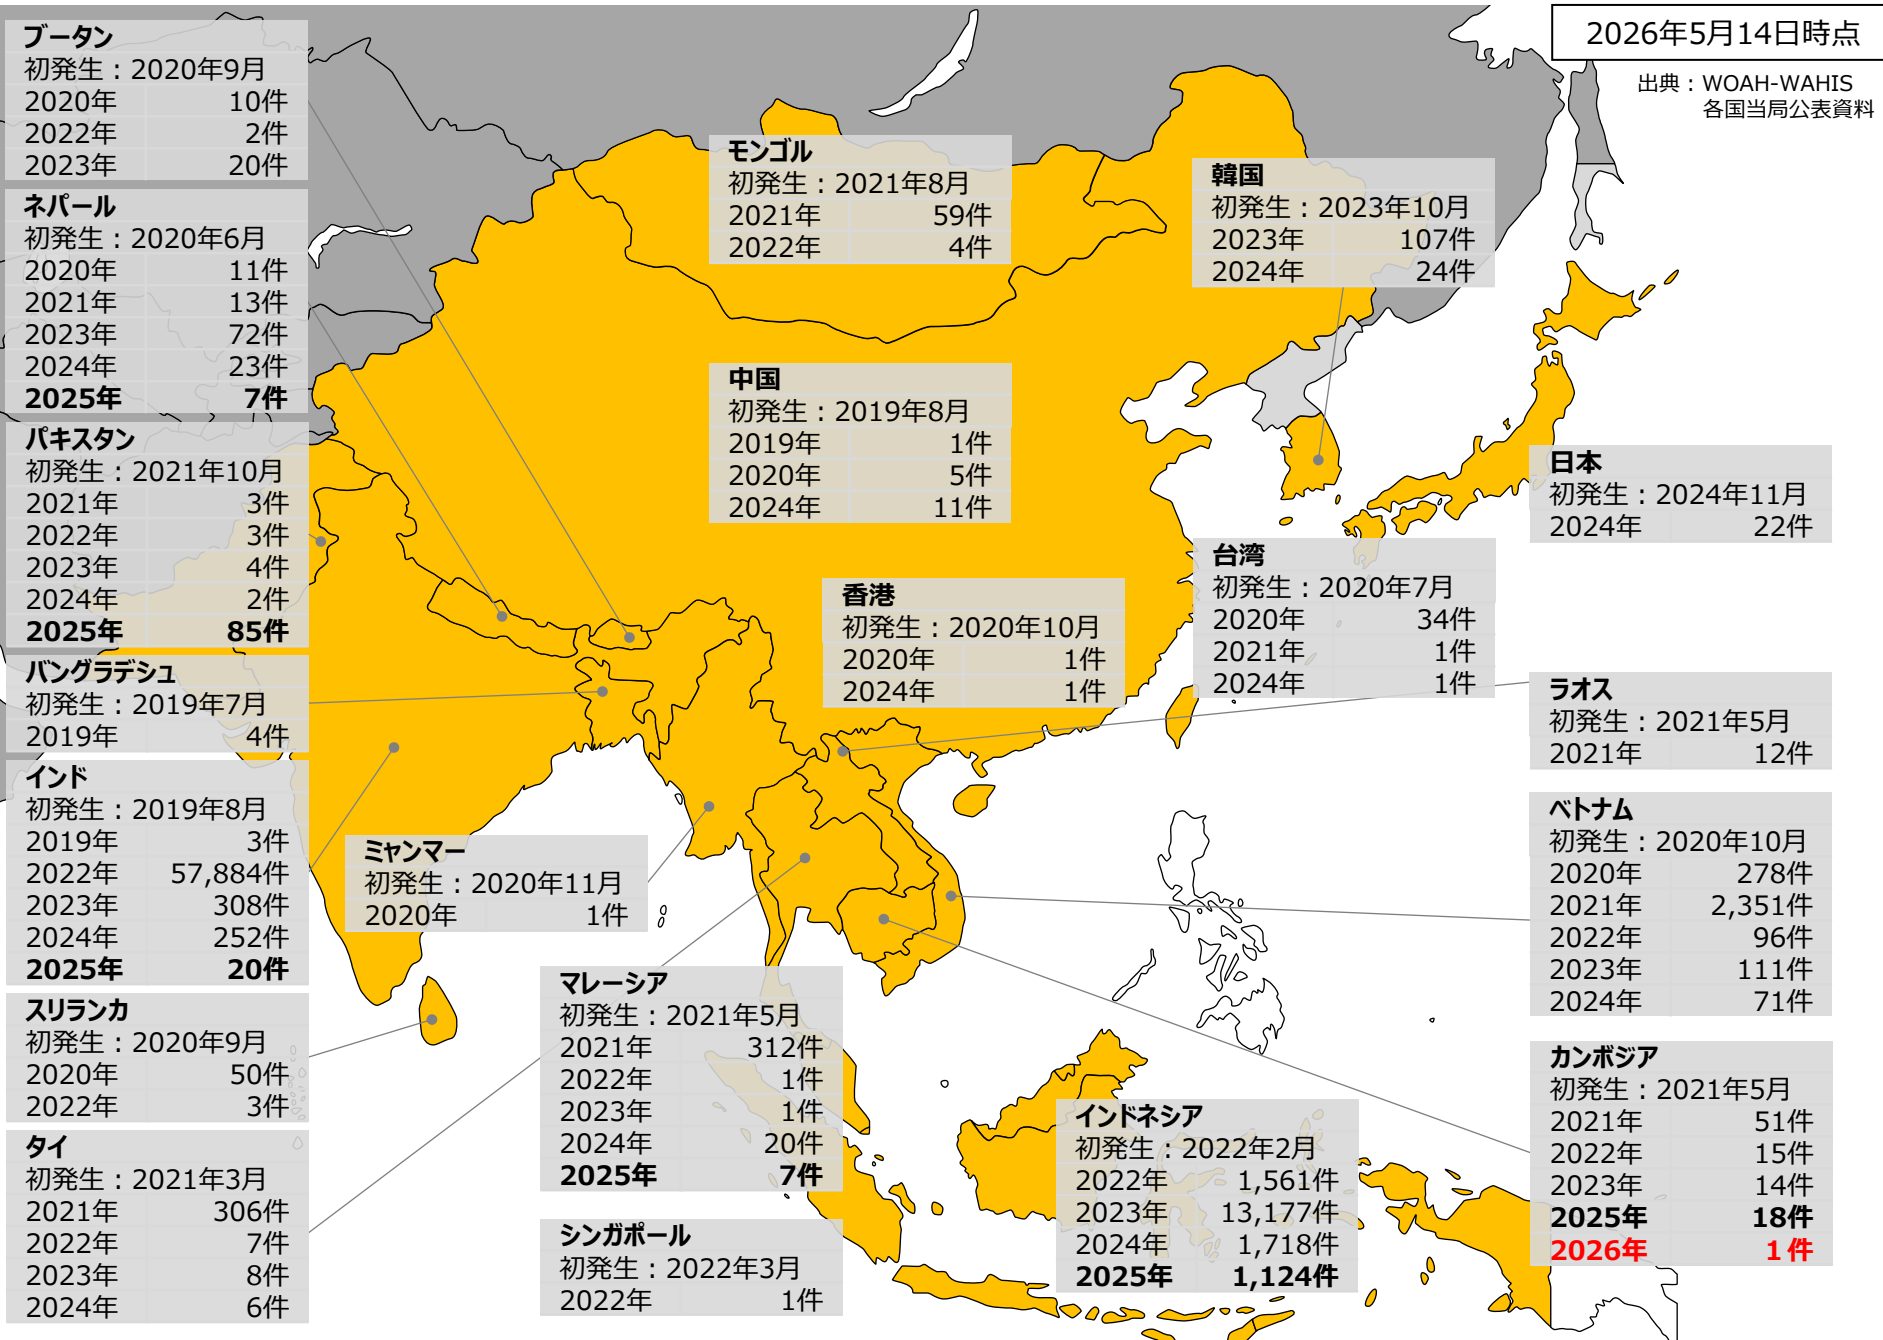 2026年5月14日時点
出典：WOAH-WAHIS
各国当局公表資料
ブータン
初発生：2020年9月
2020年 10件
2022年 2件
2023年 20件
ネパール
初発生：2020年6月
2020年 11件
2021年 13件
2023年 72件
2024年 23件
2025年 7件
パキスタン
初発生：2021年10月
2021年 3件
2022年 3件
2023年 4件
2024年 2件
2025年 85件
バングラデシュ
初発生：2019年7月
2019年 4件
インド
初発生：2019年8月
2019年 3件
2022年 57,884件
2023年 308件
2024年 252件
2025年 20件
スリランカ
初発生：2020年9月
2020年 50件
2022年 3件
タイ
初発生：2021年3月
2021年 306件
2022年 7件
2023年 8件
2024年 6件
ミャンマー
初発生：2020年11月
2020年 1件
マレーシア
初発生：2021年5月
2021年 312件
2022年 1件
2023年 1件
2024年 20件
2025年 7件
シンガポール
初発生：2022年3月
2022年 1件
モンゴル
初発生：2021年8月
2021年 59件
2022年 4件
中国
初発生：2019年8月
2019年 1件
2020年 5件
2024年 11件
香港
初発生：2020年10月
2020年 1件
2024年 1件
韓国
初発生：2023年10月
2023年 107件
2024年 24件
台湾
初発生：2020年7月
2020年 34件
2021年 1件
2024年 1件
日本
初発生：2024年11月
2024年 22件
ラオス
初発生：2021年5月
2021年 12件
ベトナム
初発生：2020年10月
2020年 278件
2021年 2,351件
2022年 96件
2023年 111件
2024年 71件
インドネシア
初発生：2022年2月
2022年 1,561件
2023年 13,177件
2024年 1,718件
2025年 1,124件
カンボジア
初発生：2021年5月
2021年 51件
2022年 15件
2023年 14件
2025年 18件
2026年 1件